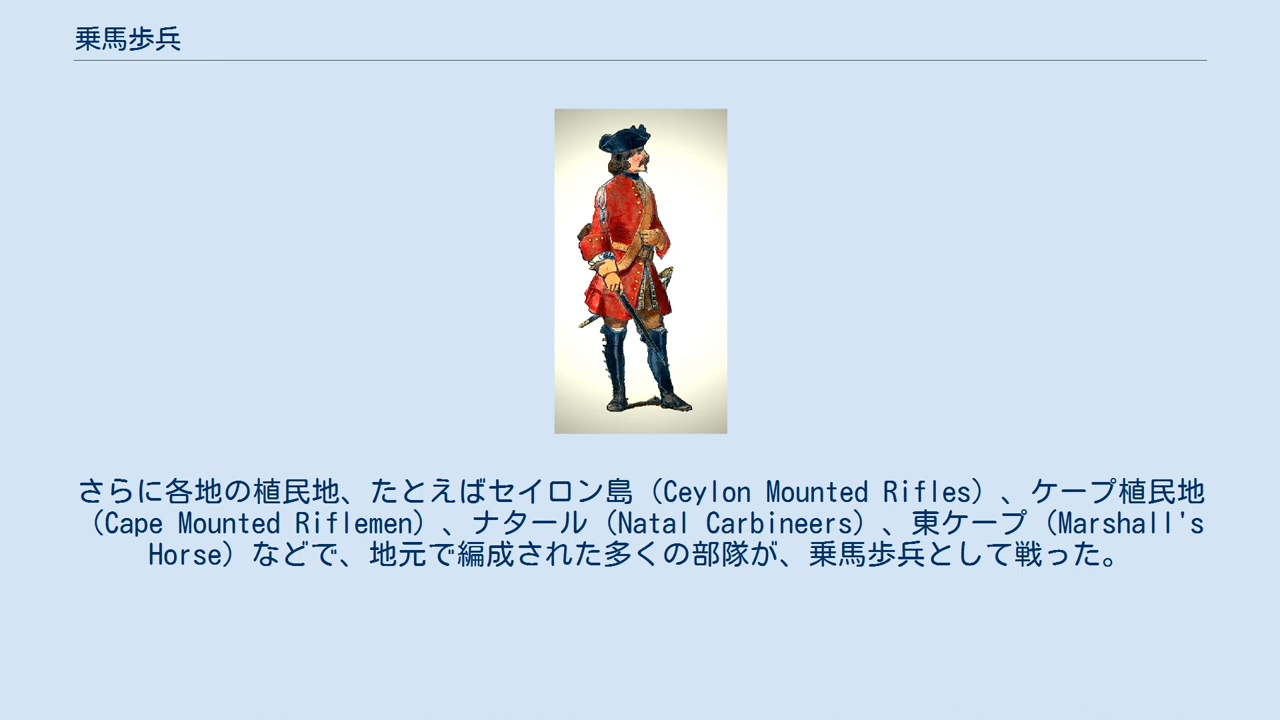 乗馬歩兵
さらに各地の植民地、たとえばセイロン島（Ceylon Mounted Rifles）、ケープ植民地
（Cape Mounted Riflemen）、ナタール（Natal Carbineers）、東ケープ（Marshall's
Horse）などで、地元で編成された多くの部隊が、乗馬歩兵として戦った。